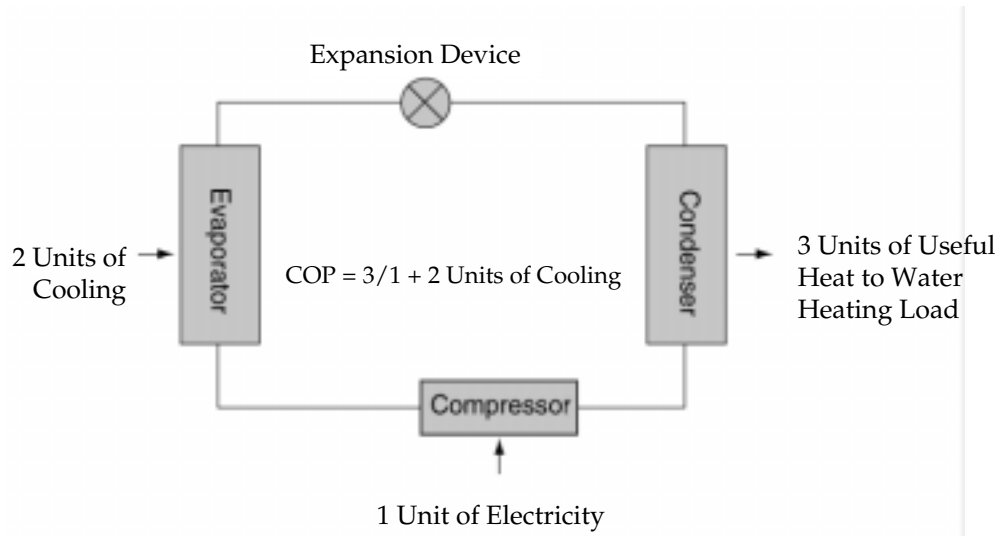 Expansion Device
Evaporator
Condenser
2 Units of
Cooling
COP = 3/1 + 2 Units of Cooling
3 Units of Useful
Heat to Water
Heating Load
Compressor
1 Unit of Electricity